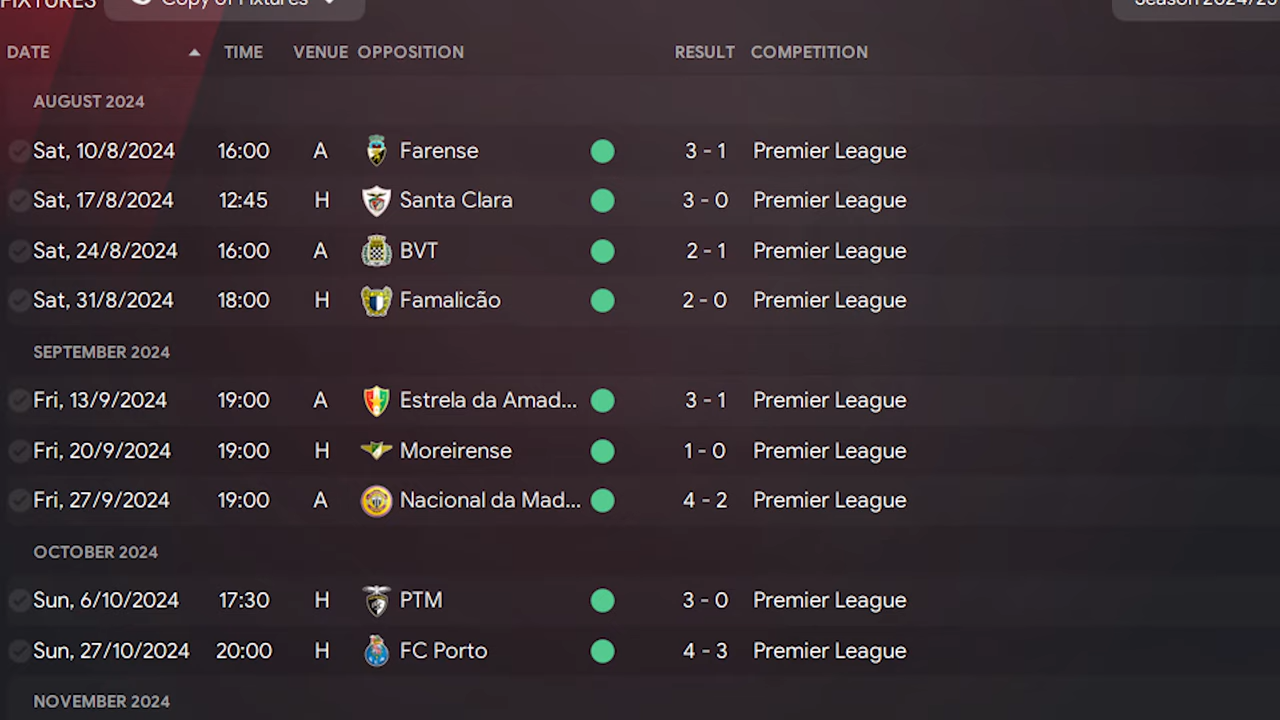 FIXTURES Copy of Fixtures Season 2024/25
DATE TIME VENUE OPPOSITION RESULT COMPETITION
AUGUST 2024
Sat, 10/8/2024 16:00 A Farense 3 - 1 Premier League
Sat, 17/8/2024 12:45 H Santa Clara 3 - 0 Premier League
Sat, 24/8/2024 16:00 A BVT 2 - 1 Premier League
Sat, 31/8/2024 18:00 H Famalicão 2 - 0 Premier League
SEPTEMBER 2024
Fri, 13/9/2024 19:00 A Estrela da Amad... 3 - 1 Premier League
Fri, 20/9/2024 19:00 H Moreirense 1 - 0 Premier League
Fri, 27/9/2024 19:00 A Nacional da Mad... 4 - 2 Premier League
OCTOBER 2024
Sun, 6/10/2024 17:30 H PTM 3 - 0 Premier League
Sun, 27/10/2024 20:00 H FC Porto 4 - 3 Premier League
NOVEMBER 2024